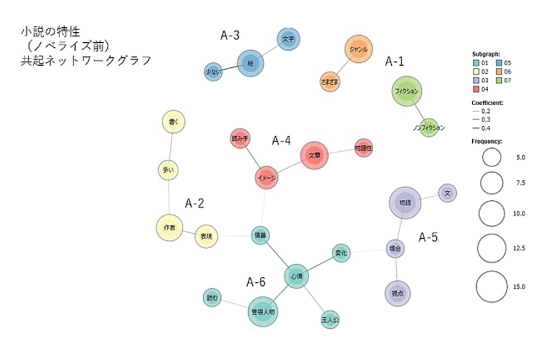 小説の特性
（ノベライズ前）
共起ネットワークグラフ
A-3
文字
絵
少ない
ジャンル
さまざま
A-1
フィクション
ノンフィクション
書く
多い
作者
表現
A-2
読み手
A-4
文章
物語性
イメージ
物語
文
場合
視点
A-5
情景
変化
心情
A-6
読む
登場人物
主人公
Subgraph:
01
02
03
04
05
06
07
Coefficient:
0.2
0.3
0.4
Frequency:
5.0
7.5
10.0
12.5
15.0